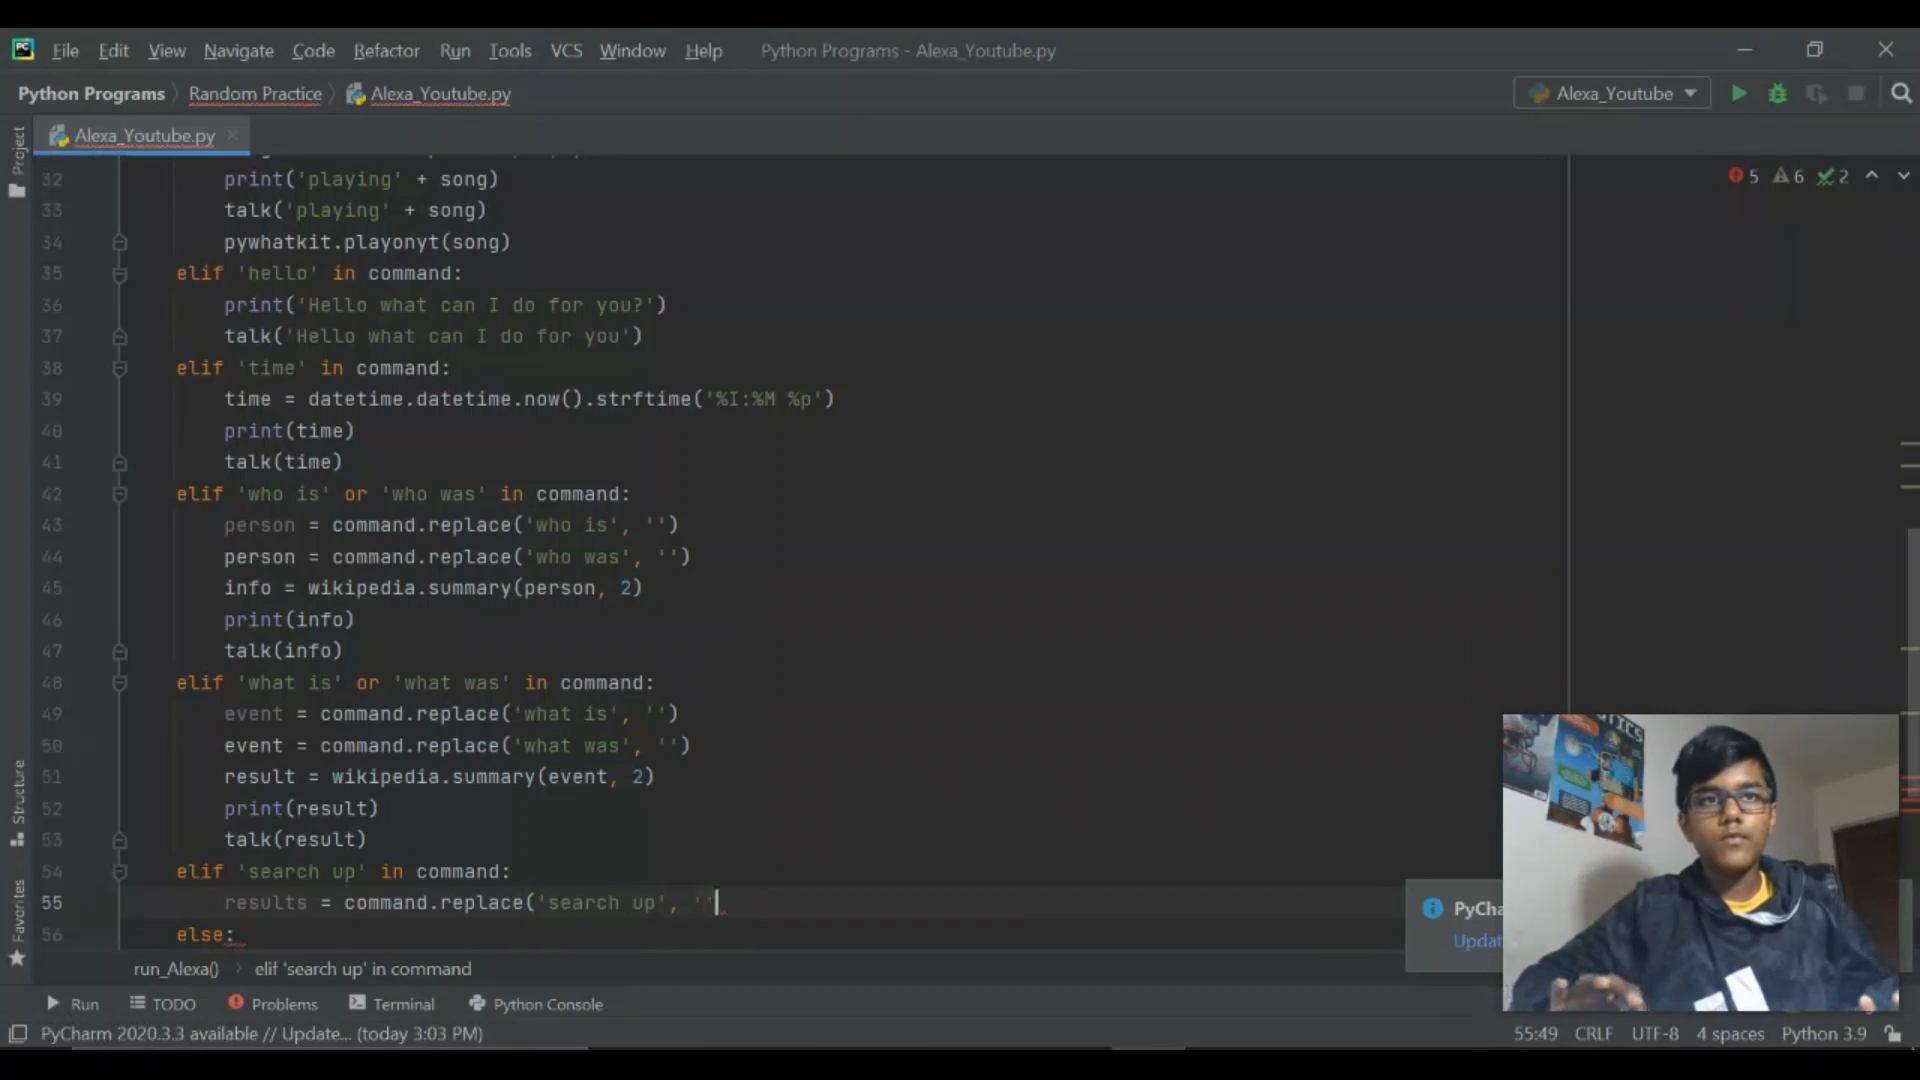 File Edit View Navigate Code Refactor Run Tools VCS Window Help Python Programs - Alexa_Youtube.py
Python Programs Random Practice Alexa_Youtube.py Alexa_Youtube
Alexa_Youtube.py
Project
5 6 2
32 print('playing' + song)
33 talk('playing' + song)
34 pywhatkit.playonyt(song)
35 elif 'hello' in command:
36 print('Hello what can I do for you?')
37 talk('Hello what can I do for you')
38 elif 'time' in command:
39 time = datetime.datetime.now().strftime('%I:%M %p')
40 print(time)
41 talk(time)
42 elif 'who is' or 'who was' in command:
43 person = command.replace('who is', '')
44 person = command.replace('who was', '')
45 info = wikipedia.summary(person, 2)
46 print(info)
47 talk(info)
48 elif 'what is' or 'what was' in command:
49 event = command.replace('what is', '')
50 event = command.replace('what was', '')
51 result = wikipedia.summary(event, 2)
52 print(result)
53 talk(result)
54 elif 'search up' in command:
55 results = command.replace('search up', ''
56 else:
Structure
Favorites
run_Alexa() elif 'search up' in command
Run TODO Problems Terminal Python Console
PyCharm 2020.3.3 available // Update... (today 3:03 PM) 55:49 CRLF UTF-8 4 spaces Python 3.9